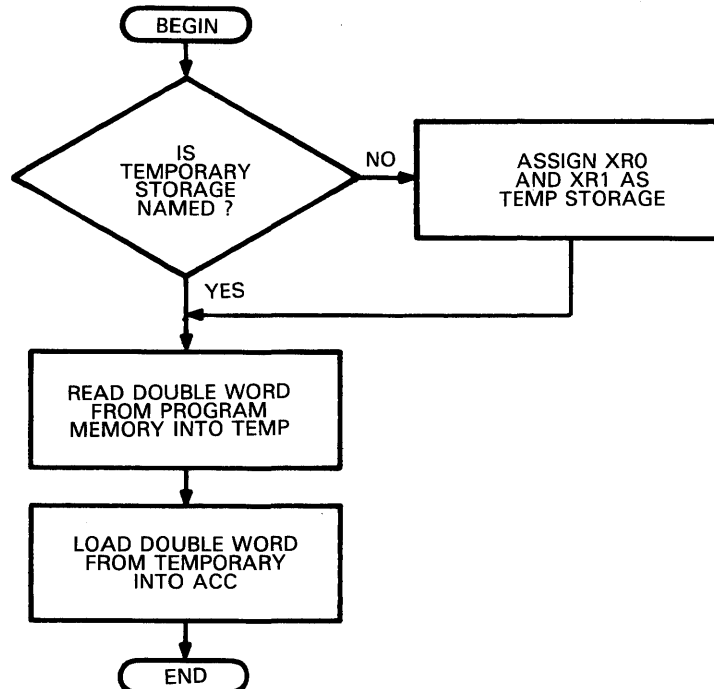 BEGIN
IS
TEMPORARY
STORAGE
NAMED ?
NO
ASSIGN XR0
AND XR1 AS
TEMP STORAGE
YES
READ DOUBLE WORD
FROM PROGRAM
MEMORY INTO TEMP
LOAD DOUBLE WORD
FROM TEMPORARY
INTO ACC
END